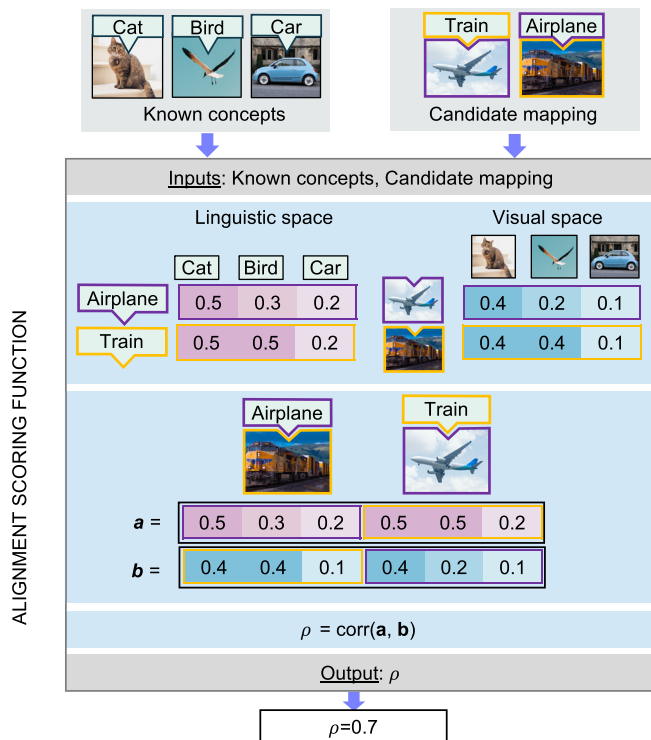 Cat Bird Car
Known concepts
Train Airplane
Candidate mapping
ALIGNMENT SCORING FUNCTION
Inputs: Known concepts, Candidate mapping
Linguistic space
Visual space
Cat Bird Car
Airplane 0.5 0.3 0.2 0.4 0.2 0.1
Train 0.5 0.5 0.2 0.4 0.4 0.1
Airplane Train
a = 0.5 0.3 0.2 0.5 0.5 0.2
b = 0.4 0.4 0.1 0.4 0.2 0.1
ρ = corr(a, b)
Output: ρ
ρ=0.7